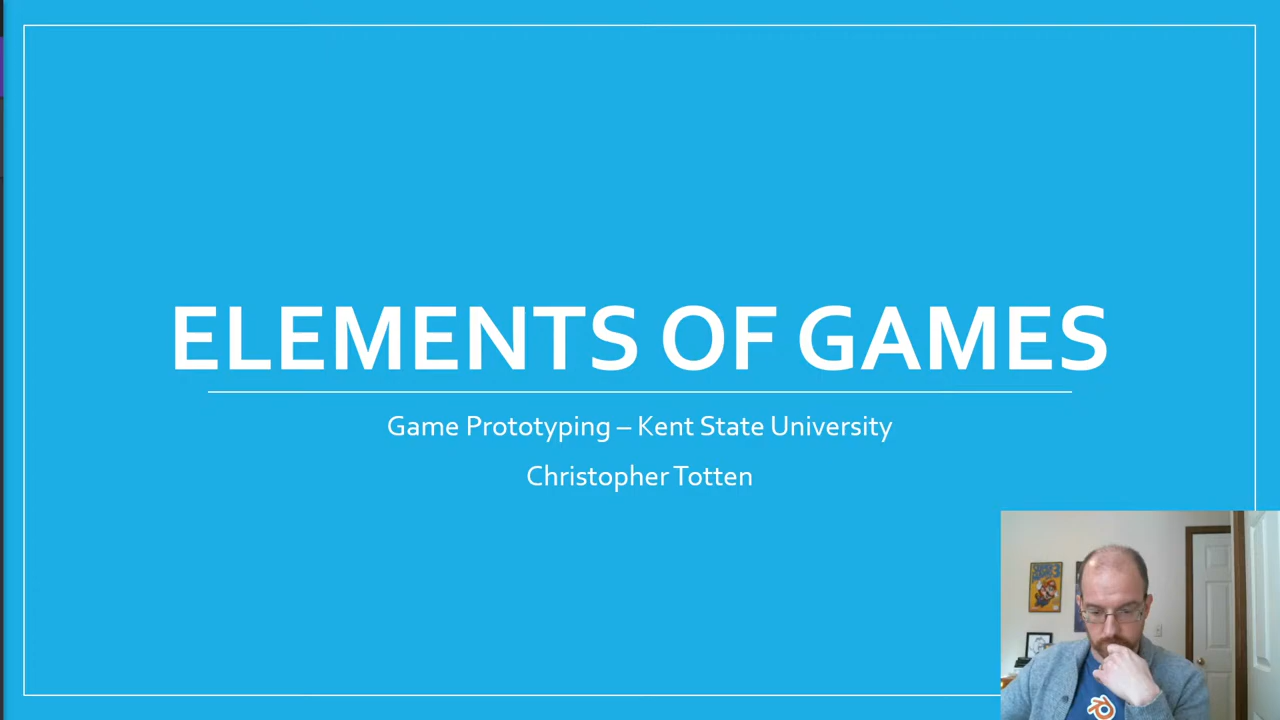 ELEMENTS OF GAMES
Game Prototyping – Kent State University
Christopher Totten